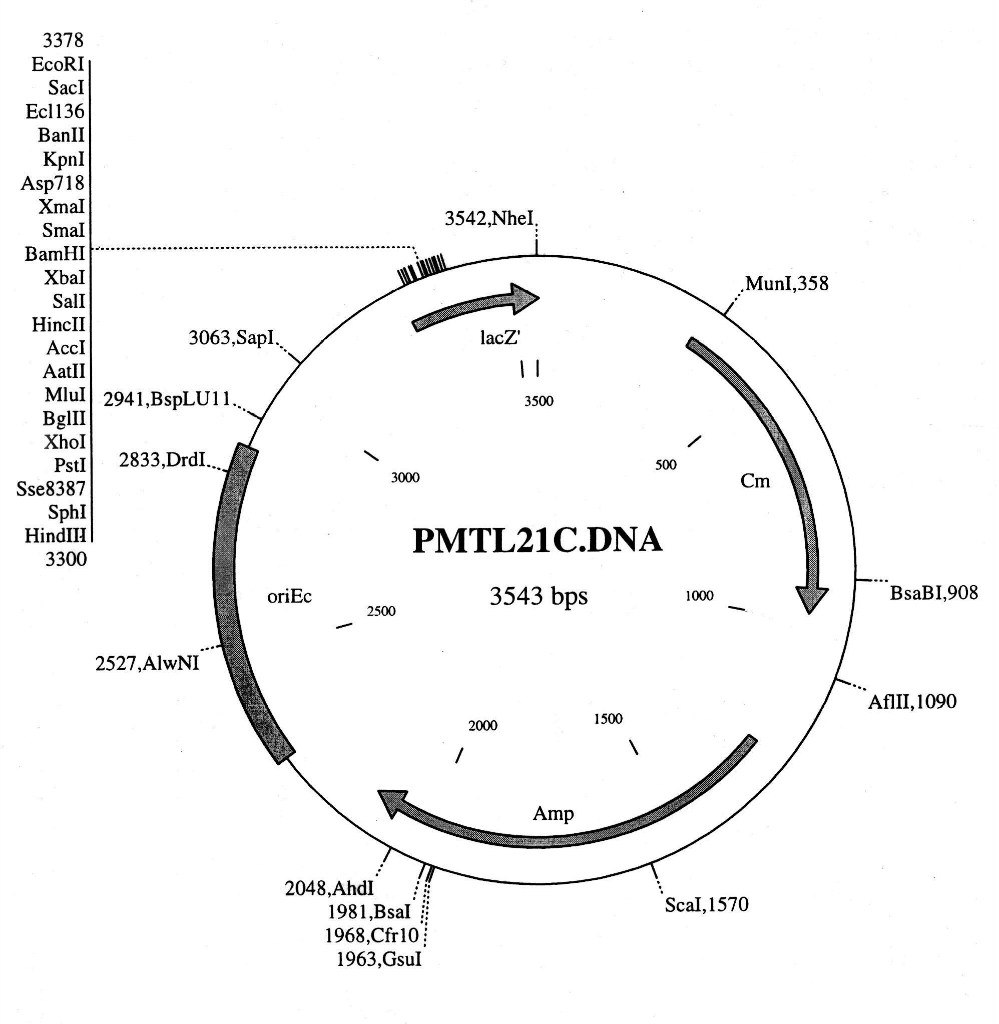 3378
EcoRI
SacI
Ecl136
BanII
KpnI
Asp718
XmaI
SmaI
BamHI
XbaI
SalI
HincII
AccI
AatII
MluI
BglII
XhoI
PstI
Sse8387
SphI
HindIII
3300
3542,NheI
MunI,358
3063,SapI
lacZ'
2941,BspLU11
3500
2833,DrdI
3000
500
Cm
PMTL21C.DNA
3543 bps
oriEc
2500
1000
BsaBI,908
2527,AlwNI
AflII,1090
2000
1500
Amp
2048,AhdI
1981,BsaI
1968,Cfr10
1963,GsuI
ScaI,1570